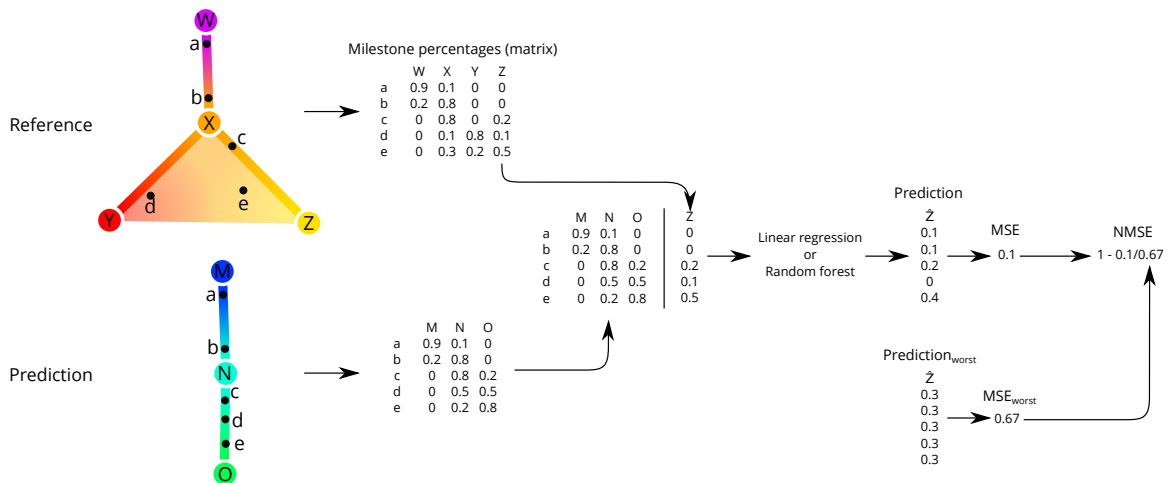 W
a
b
X
c
d
e
Y
Z
Reference
Milestone percentages (matrix)
W X Y Z
a 0.9 0.1 0 0
b 0.2 0.8 0 0
c 0 0.8 0 0.2
d 0 0.1 0.8 0.1
e 0 0.3 0.2 0.5
M
a
b
N
c
d
e
O
Prediction
M N O
a 0.9 0.1 0
b 0.2 0.8 0
c 0 0.8 0.2
d 0 0.5 0.5
e 0 0.2 0.8
M N O Z
a 0.9 0.1 0 0
b 0.2 0.8 0 0
c 0 0.8 0.2 0.2
d 0 0.5 0.5 0.1
e 0 0.2 0.8 0.5
Linear regression
or
Random forest
Prediction
Ẑ
0.1
0.1
0.2
0
0.4
MSE
0.1
NMSE
1 - 0.1/0.67
Prediction worst
Ẑ
0.3
0.3
0.3
0.3
0.3
MSE worst
0.67